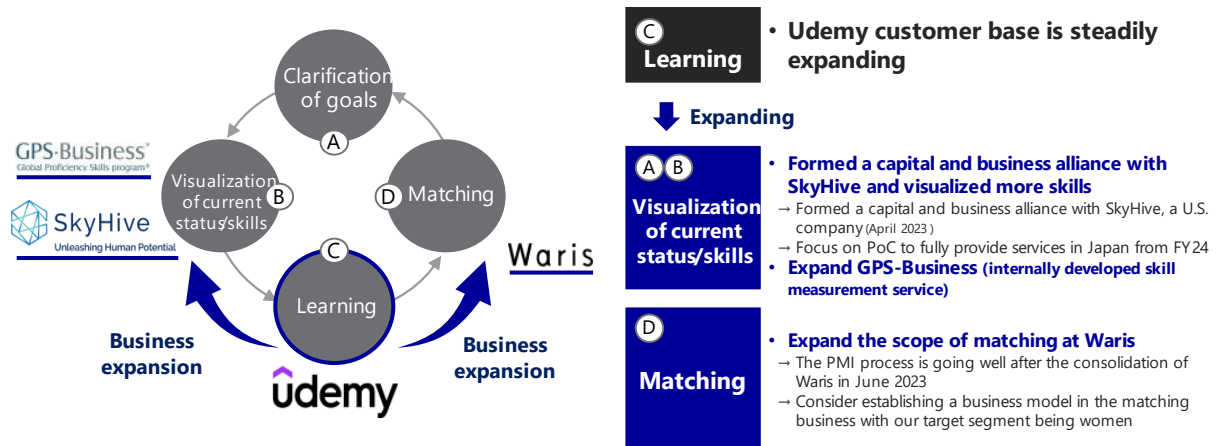 Clarification
of goals
A
GPS-Business®
Global Proficiency Skills program®
SkyHive
Unleashing Human Potential
Visualization
of current
status/skills
B
D
Matching
C
Learning
Waris
Business
expansion
Business
expansion
ûdemy
C
Learning
• Udemy customer base is steadily
expanding
Expanding
A B
Visualization
of current
status/skills
• Formed a capital and business alliance with
SkyHive and visualized more skills
→ Formed a capital and business alliance with SkyHive, a U.S.
company (April 2023 )
→ Focus on PoC to fully provide services in Japan from FY24
• Expand GPS-Business (internally developed skill
measurement service)
D
Matching
• Expand the scope of matching at Waris
→ The PMI process is going well after the consolidation of
Waris in June 2023
→ Consider establishing a business model in the matching
business with our target segment being women